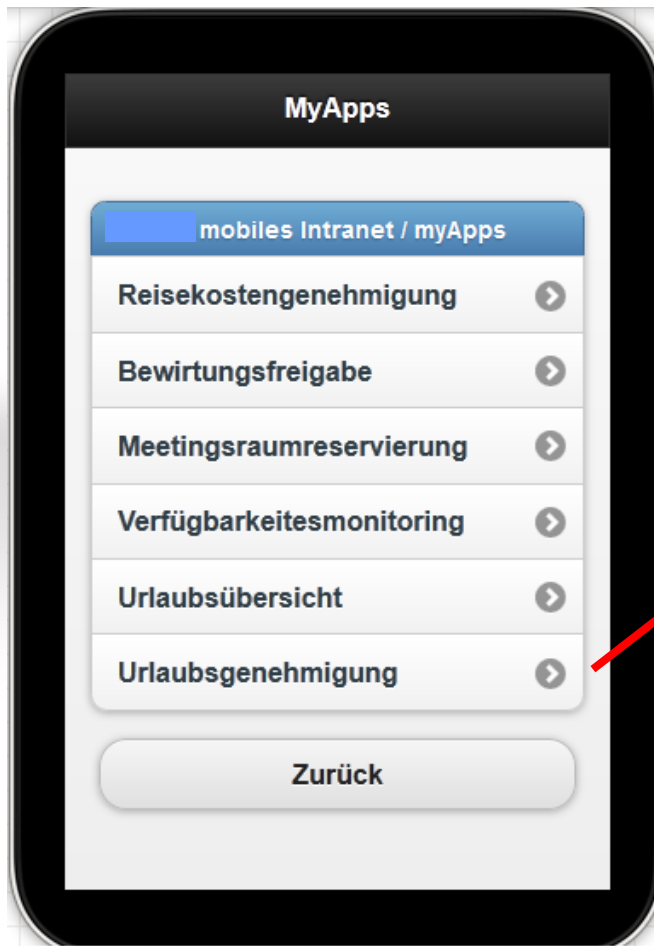 MyApps
mobiles Intranet / myApps
Reisekostengenehmigung
Bewirtungsfreigabe
Meetingsraumreservierung
Verfügbarkeitesmonitoring
Urlaubsübersicht
Urlaubsgenehmigung
Zurück